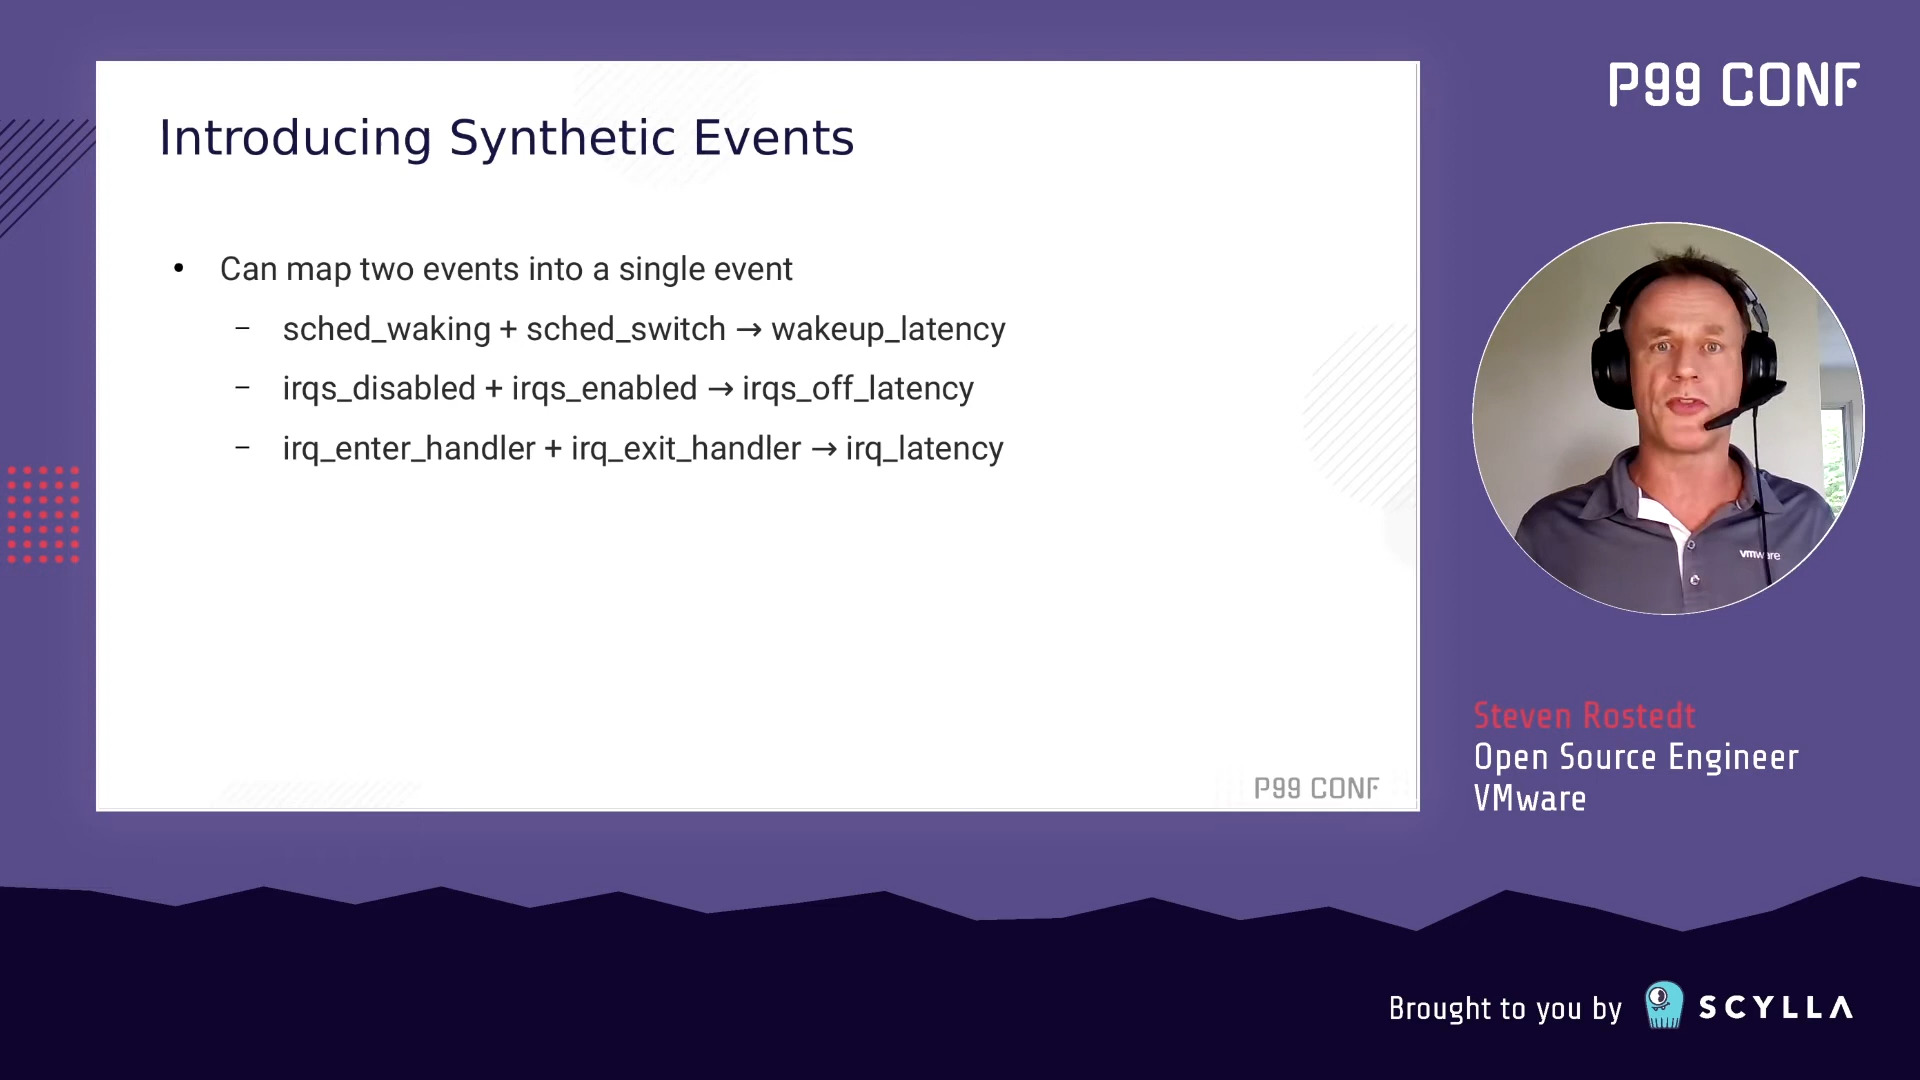 P99 CONF
Introducing Synthetic Events
• Can map two events into a single event
– sched_waking + sched_switch → wakeup_latency
– irqs_disabled + irqs_enabled → irqs_off_latency
– irq_enter_handler + irq_exit_handler → irq_latency
P99 CONF
vmware
Steven Rostedt
Open Source Engineer
VMware
Brought to you by SCYLLA